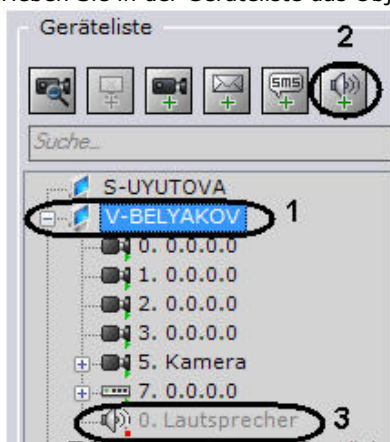 Geräteliste
2
sms
Suche...
S-UYUTOVA
V-BELYAKOV 1
0. 0.0.0.0
1. 0.0.0.0
2. 0.0.0.0
3. 0.0.0.0
5. Kamera
7. 0.0.0.0
0. Lautsprecher 3